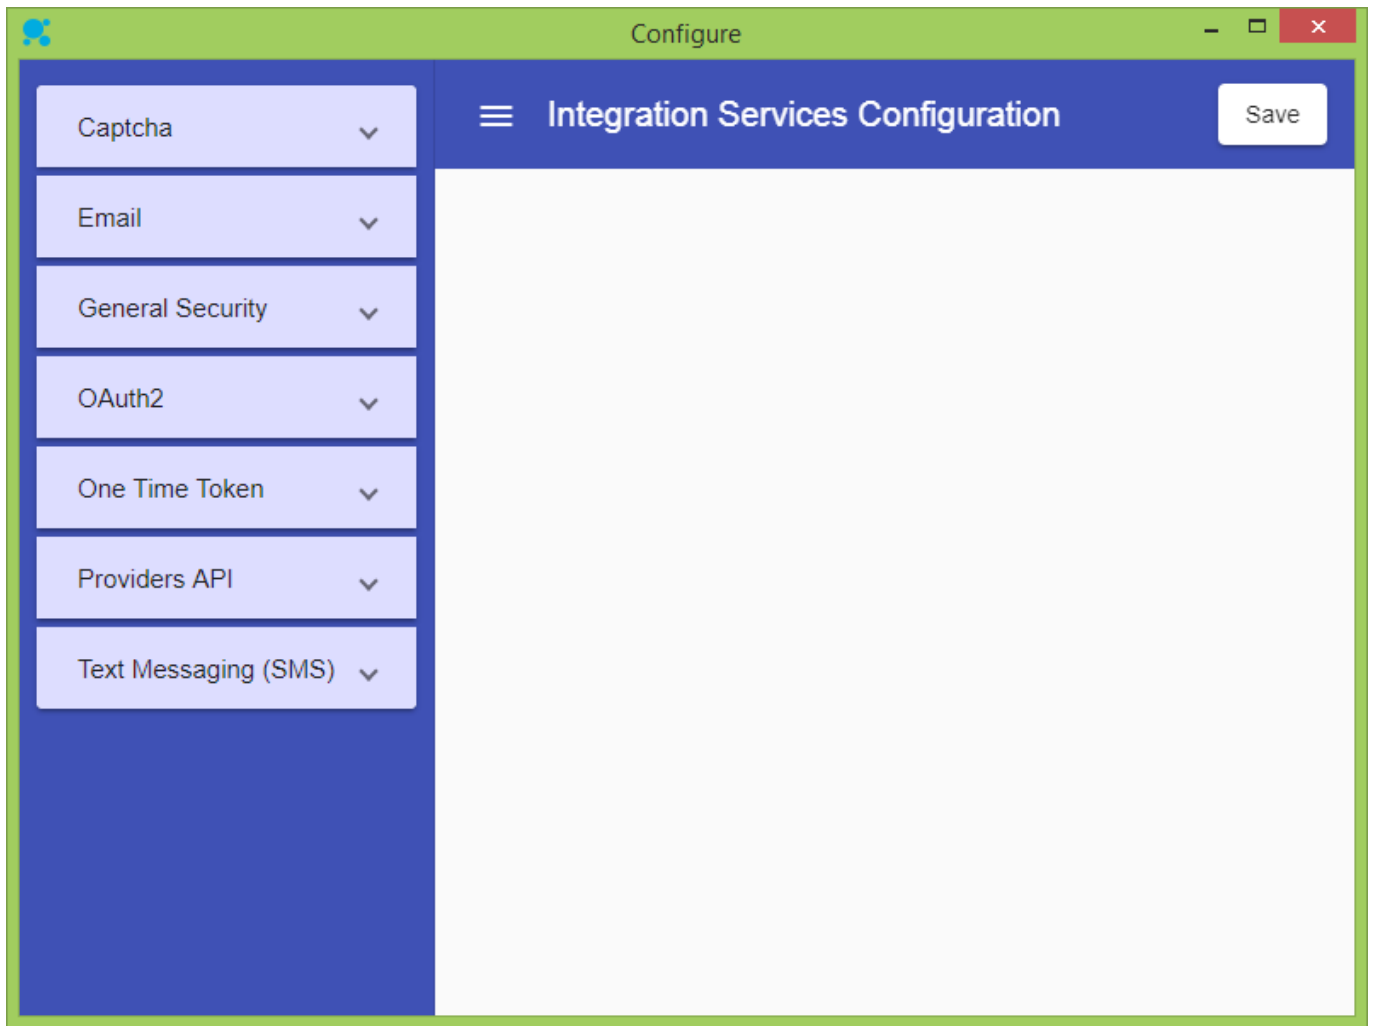 Configure
Captcha
Email
General Security
OAuth2
One Time Token
Providers API
Text Messaging (SMS)
Integration Services Configuration
Save